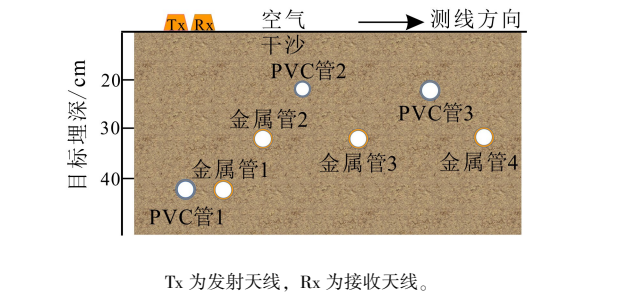 Tx Rx 空气 测线方向
干沙
PVC管2
20
PVC管3
金属管2
30
金属管1 金属管3 金属管4
40
PVC管1
目标埋深/cm
Tx 为发射天线，Rx 为接收天线。